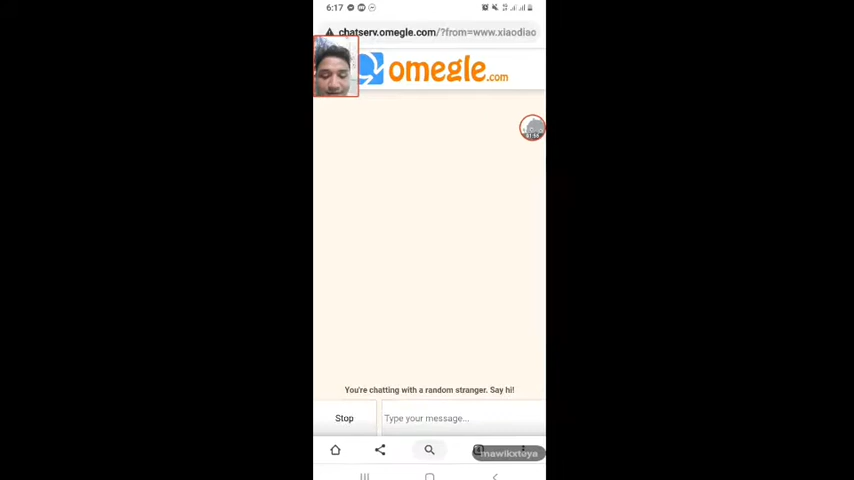 6:17
chatserv.omegle.com/?from=www.xiaodiao
omegle.com
You're chatting with a random stranger. Say hi!
Stop
Type your message...